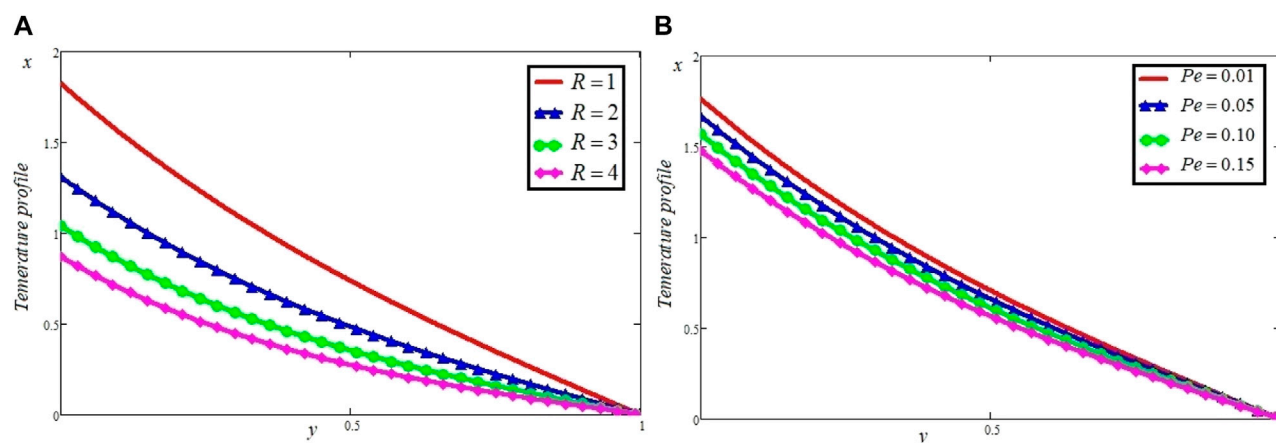 A
2
x
1.5
1
0.5
0
Temerature profile
0.5
1
y
R = 1
R = 2
R = 3
R = 4
B
2
x
1.5
1
0.5
0
Temerature profile
0.5
y
Pe = 0.01
Pe = 0.05
Pe = 0.10
Pe = 0.15